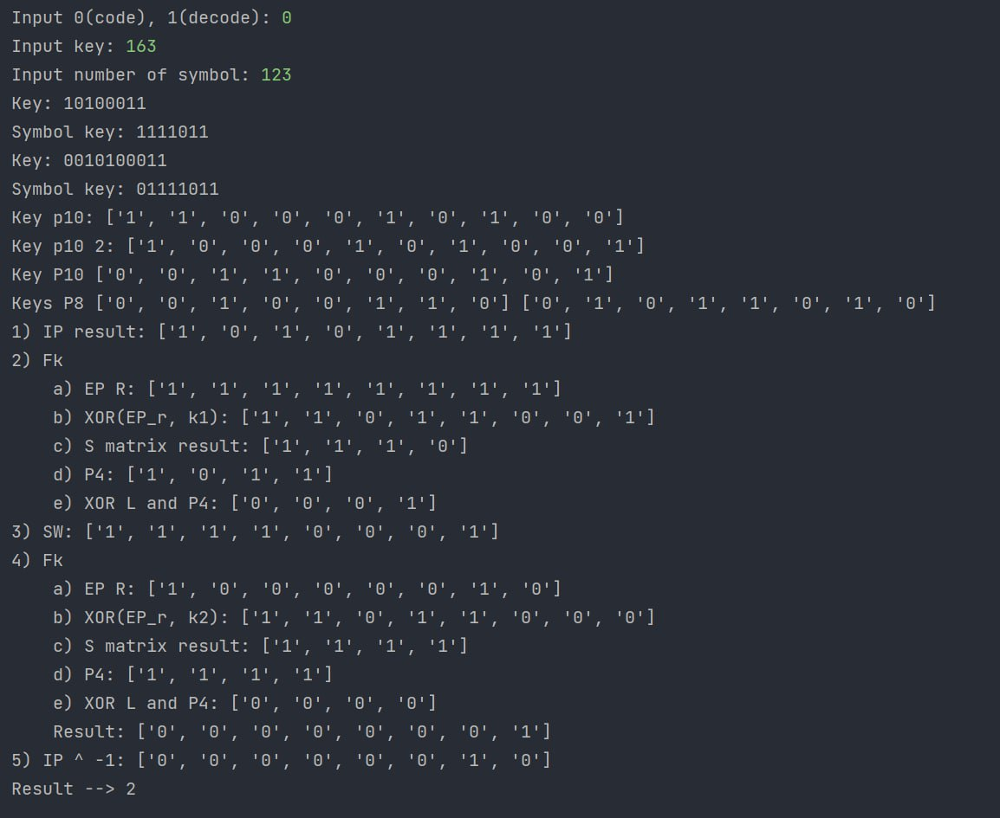 Input 0(code), 1(decode): 0
Input key: 163
Input number of symbol: 123
Key: 10100011
Symbol key: 1111011
Key: 0010100011
Symbol key: 01111011
Key p10: ['1', '1', '0', '0', '0', '1', '0', '1', '0', '0']
Key p10 2: ['1', '0', '0', '0', '1', '0', '1', '0', '0', '1']
Key P10 ['0', '0', '1', '1', '0', '0', '0', '1', '0', '1']
Keys P8 ['0', '0', '1', '0', '0', '1', '1', '0'] ['0', '1', '0', '1', '1', '0', '1', '0']
1) IP result: ['1', '0', '1', '0', '1', '1', '1', '1']
2) Fk
    a) EP R: ['1', '1', '1', '1', '1', '1', '1', '1']
    b) XOR(EP_r, k1): ['1', '1', '0', '1', '1', '0', '0', '1']
    c) S matrix result: ['1', '1', '1', '0']
    d) P4: ['1', '0', '1', '1']
    e) XOR L and P4: ['0', '0', '0', '1']
3) SW: ['1', '1', '1', '1', '0', '0', '0', '1']
4) Fk
    a) EP R: ['1', '0', '0', '0', '0', '0', '1', '0']
    b) XOR(EP_r, k2): ['1', '1', '0', '1', '1', '0', '0', '0']
    c) S matrix result: ['1', '1', '1', '1']
    d) P4: ['1', '1', '1', '1']
    e) XOR L and P4: ['0', '0', '0', '0']
    Result: ['0', '0', '0', '0', '0', '0', '0', '1']
5) IP ^ -1: ['0', '0', '0', '0', '0', '0', '1', '0']
Result --> 2